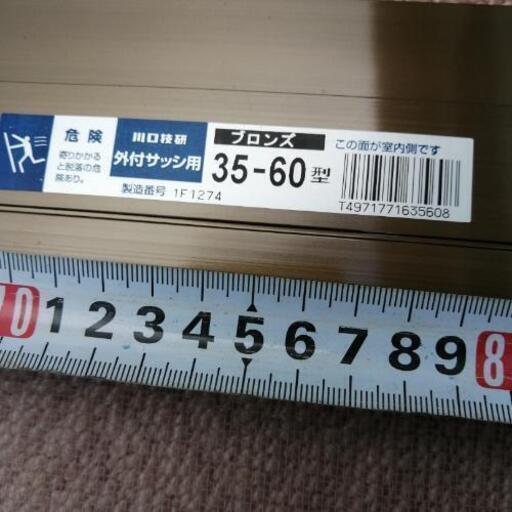 危険
寄りかかる
と脱落の危
険あり。
川口技研
外付サッシ用
製造番号 1F1274
ブロンズ
35-60型
この面が室内側です
T4971771635608
0 1 2 3 4 5 6 7 8 9 8